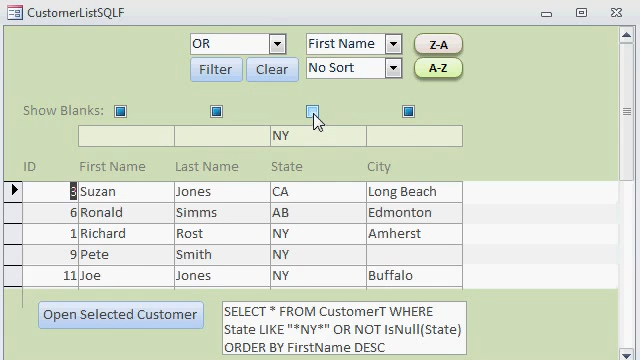 CustomerListSQLF
OR First Name Z-A
Filter Clear No Sort A-Z
Show Blanks:
NY
ID First Name Last Name State City
3 Suzan Jones CA Long Beach
6 Ronald Simms AB Edmonton
1 Richard Rost NY Amherst
9 Pete Smith NY
11 Joe Jones NY Buffalo
Open Selected Customer
SELECT * FROM CustomerT WHERE
State LIKE "*NY*" OR NOT IsNull(State)
ORDER BY FirstName DESC